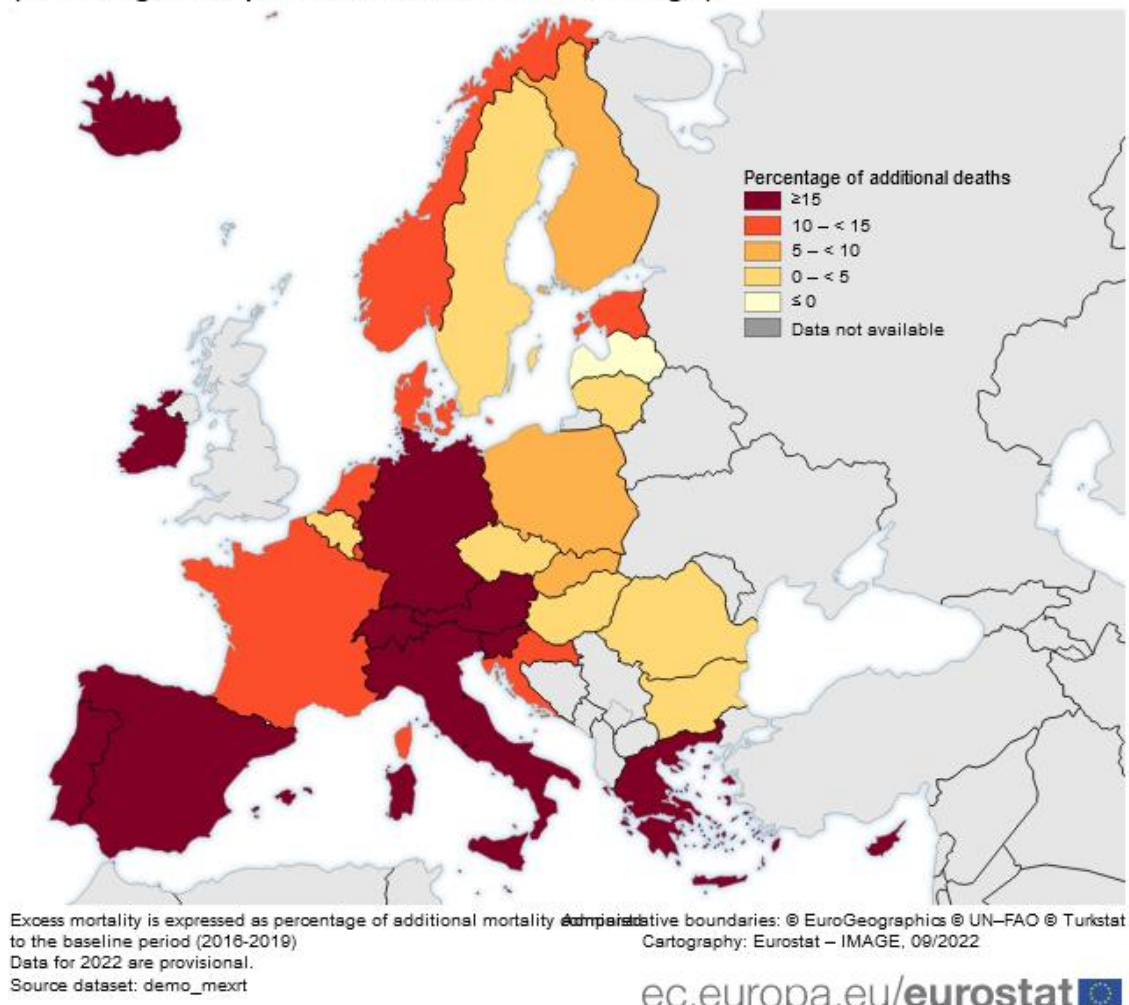 Percentage of additional deaths
≥15
10 – < 15
5 – < 10
0 – < 5
≤ 0
Data not available
Excess mortality is expressed as percentage of additional mortality
to the baseline period (2016-2019)
Data for 2022 are provisional.
Source dataset: demo_mexrt
Administrative boundaries: © EuroGeographics © UN–FAO © Turkstat
Cartography: Eurostat – IMAGE, 09/2022
ec.europa.eu/eurostat